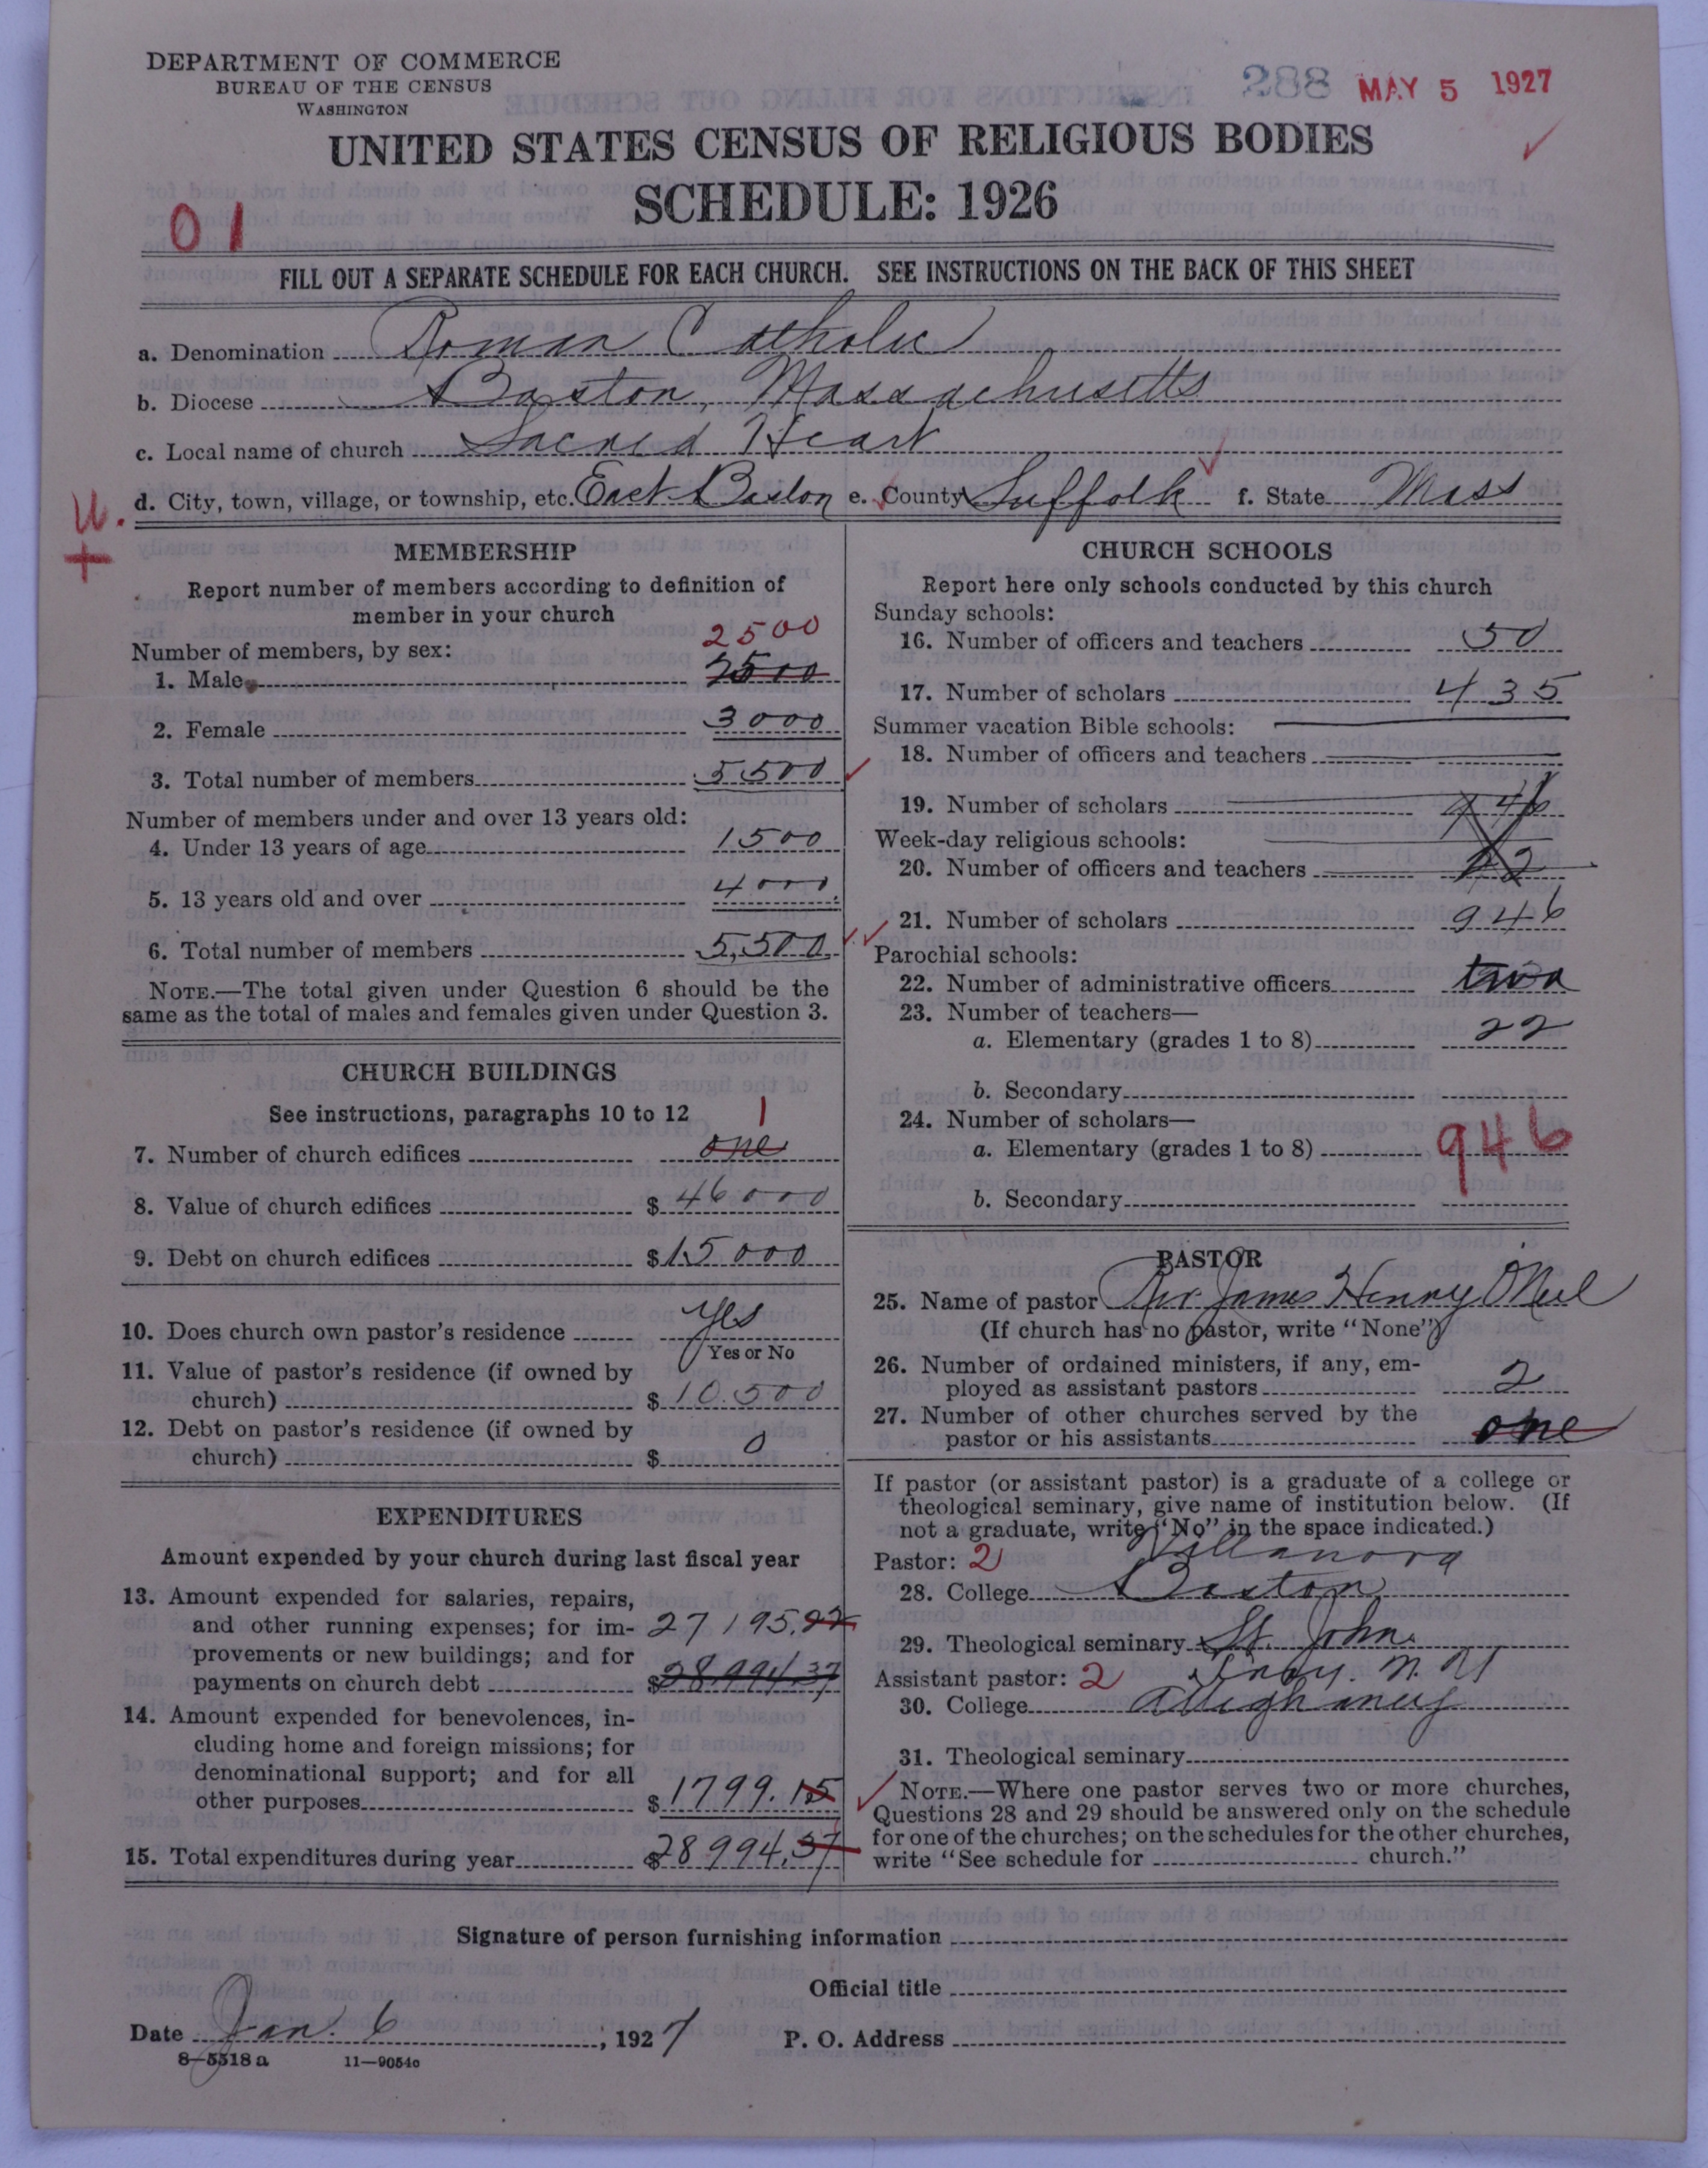 DEPARTMENT OF COMMERCE
BUREAU OF THE CENSUS
WASHINGTON
288 MAY 5 1927
UNITED STATES CENSUS OF RELIGIOUS BODIES
SCHEDULE: 1926
01
FILL OUT A SEPARATE SCHEDULE FOR EACH CHURCH. SEE INSTRUCTIONS ON THE BACK OF THIS SHEET
a. Denomination Roman Catholic
b. Diocese Boston, Massachusetts
c. Local name of church Sacred Heart
d. City, town, village, or township, etc. East Boston e. County Suffolk f. State Mass
U.
+
MEMBERSHIP
Report number of members according to definition of
member in your church
2500
Number of members, by sex:
1. Male 2500
2. Female 3000
3. Total number of members 5500
Number of members under and over 13 years old:
4. Under 13 years of age 1500
5. 13 years old and over 4000
6. Total number of members 5,500
NOTE.—The total given under Question 6 should be the
same as the total of males and females given under Question 3.
CHURCH BUILDINGS
See instructions, paragraphs 10 to 12 1
7. Number of church edifices one
8. Value of church edifices $ 46000
9. Debt on church edifices $ 15000
10. Does church own pastor's residence Yes
Yes or No
11. Value of pastor's residence (if owned by
church) $ 10.500
12. Debt on pastor's residence (if owned by
church) $ 0
EXPENDITURES
Amount expended by your church during last fiscal year
13. Amount expended for salaries, repairs,
and other running expenses; for im- 27195.22
provements or new buildings; and for
payments on church debt $ 28994.37
14. Amount expended for benevolences, in-
cluding home and foreign missions; for
denominational support; and for all
other purposes $ 1799.15
15. Total expenditures during year $ 28994.37
CHURCH SCHOOLS
Report here only schools conducted by this church
Sunday schools:
16. Number of officers and teachers 50
17. Number of scholars 435
Summer vacation Bible schools:
18. Number of officers and teachers
19. Number of scholars 946
Week-day religious schools:
20. Number of officers and teachers 22
21. Number of scholars 946
Parochial schools:
22. Number of administrative officers two
23. Number of teachers—
a. Elementary (grades 1 to 8) 22
b. Secondary
24. Number of scholars—
a. Elementary (grades 1 to 8) 946
b. Secondary
PASTOR
25. Name of pastor Rev. James Henry O'Neil
(If church has no pastor, write "None")
26. Number of ordained ministers, if any, em-
ployed as assistant pastors 2
27. Number of other churches served by the
pastor or his assistants one
If pastor (or assistant pastor) is a graduate of a college or
theological seminary, give name of institution below. (If
not a graduate, write "No" in the space indicated.)
Pastor: 2 Villanova
28. College Boston
29. Theological seminary St. John
Assistant pastor: 2 Troy. N. Y
30. College Alleghaney
31. Theological seminary
NOTE.—Where one pastor serves two or more churches,
Questions 28 and 29 should be answered only on the schedule
for one of the churches; on the schedules for the other churches,
write "See schedule for church."
Signature of person furnishing information
Official title
Date Jan. 6, 1927 P. O. Address
8—5518 a 11—9054c